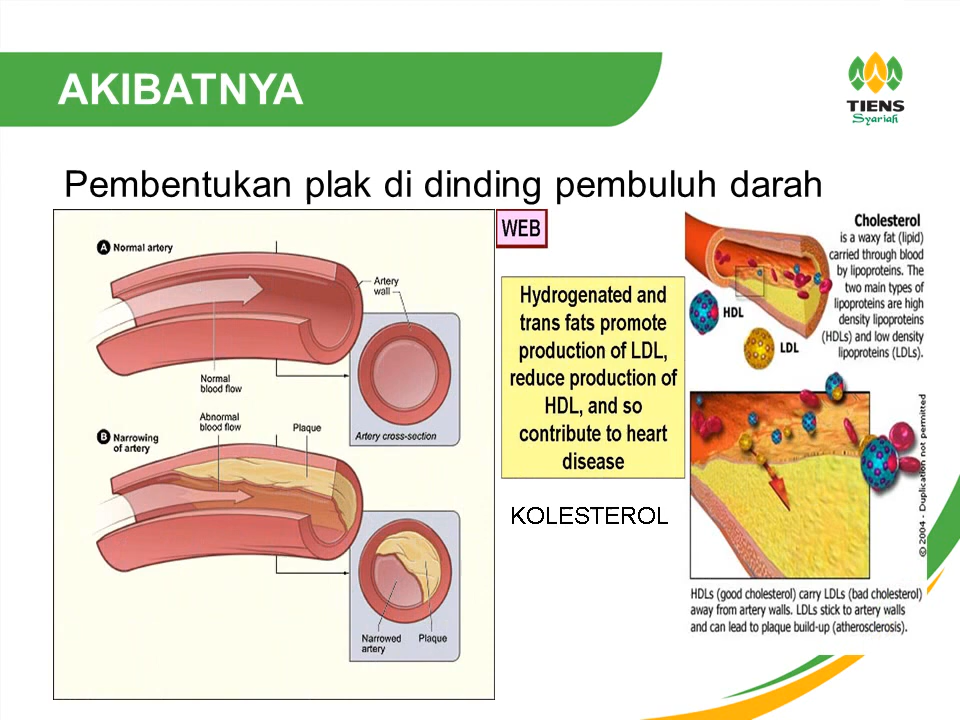 AKIBATNYA
TIENS
Syariah
Pembentukan plak di dinding pembuluh darah
A Normal artery
Artery
wall
Normal
blood flow
Artery cross-section
Abnormal
blood flow
Plaque
B Narrowing
of artery
Narrowed
artery
Plaque
WEB
Hydrogenated and
trans fats promote
production of LDL,
reduce production of
HDL, and so
contribute to heart
disease
KOLESTEROL
Cholesterol
is a waxy fat (lipid)
carried through blood
by lipoproteins. The
two main types of
lipoproteins are high
density lipoproteins
(HDLs) and low density
lipoproteins (LDLs).
HDL
LDL
© 2004 - Duplication not permitted
HDLs (good cholesterol) carry LDLs (bad cholesterol)
away from artery walls. LDLs stick to artery walls
and can lead to plaque build-up (atherosclerosis).